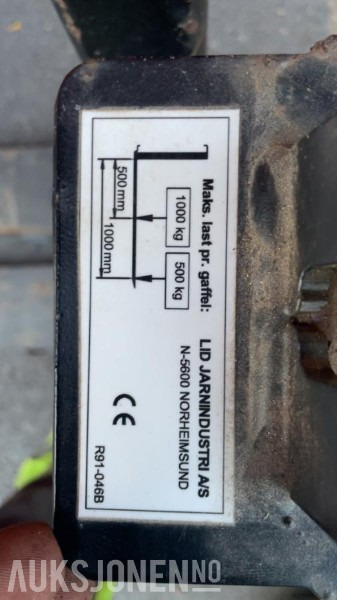 Maks. last pr. gaffel:
1000 kg
500 kg
500 mm
1000 mm
LID JARNINDUSTRI A/S
N-5600 NORHEIMSUND
CE
R91-046B
AUKSJONEN.NO